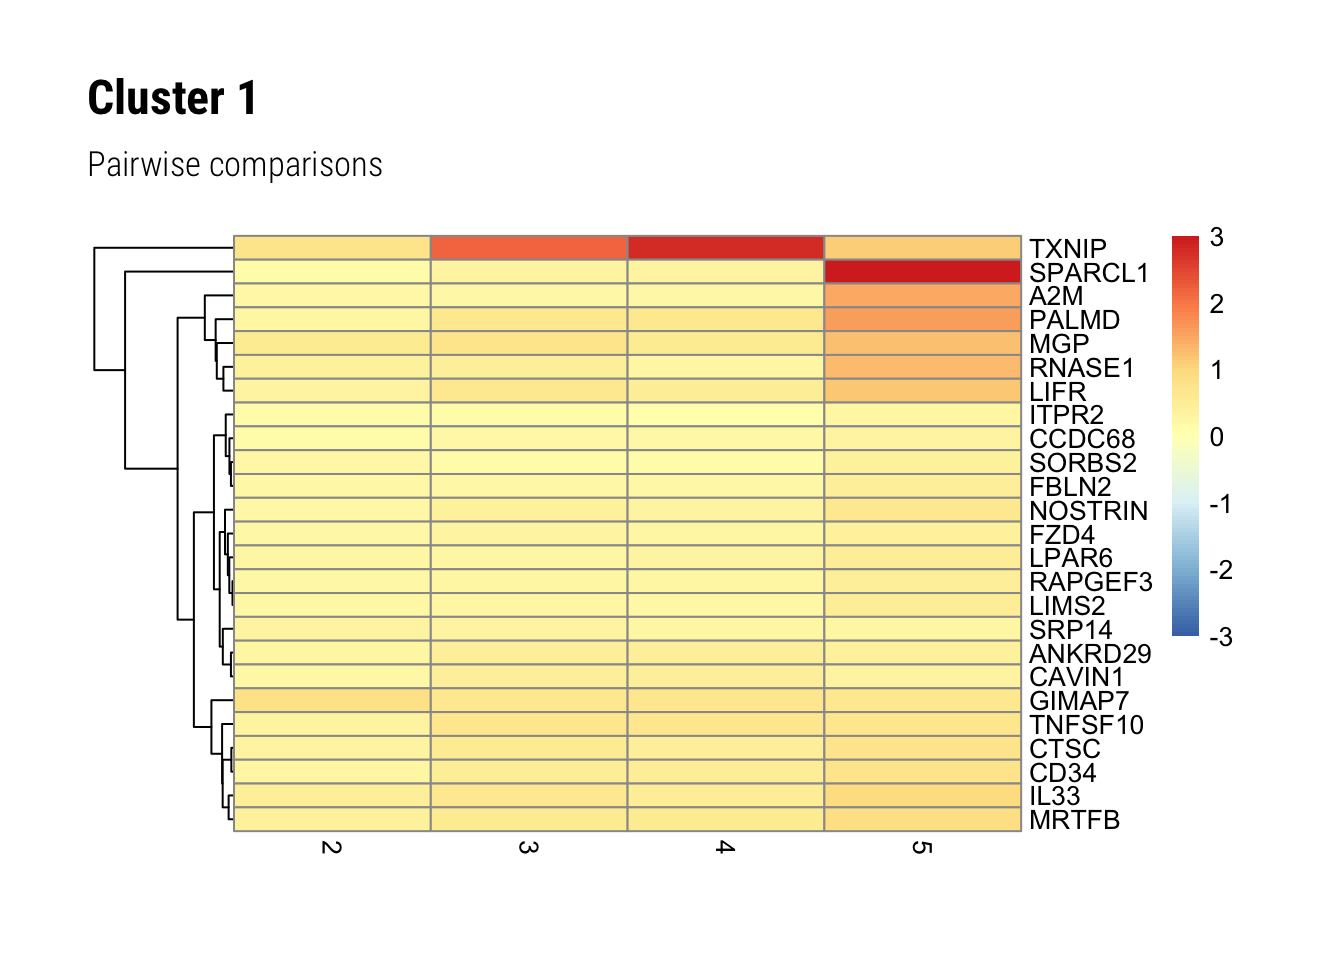 Cluster 1
Pairwise comparisons
TXNIP
SPARCL1
A2M
PALMD
MGP
RNASE1
LIFR
ITPR2
CCDC68
SORBS2
FBLN2
NOSTRIN
FZD4
LPAR6
RAPGEF3
LIMS2
SRP14
ANKRD29
CAVIN1
GIMAP7
TNFSF10
CTSC
CD34
IL33
MRTFB
3
2
1
0
-1
-2
-3
2
3
4
5